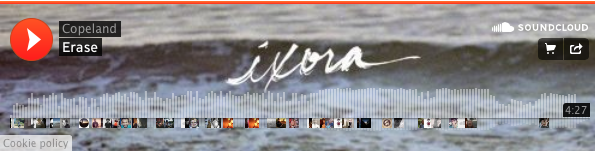 Copeland
Erase
SOUNDCLOUD
ixora
4:27
Cookie policy